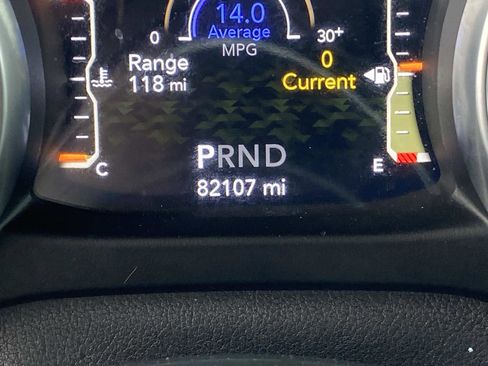 14.0
Average
MPG
0 30+
Range 0
118 mi Current
PRND
C E
82107 mi